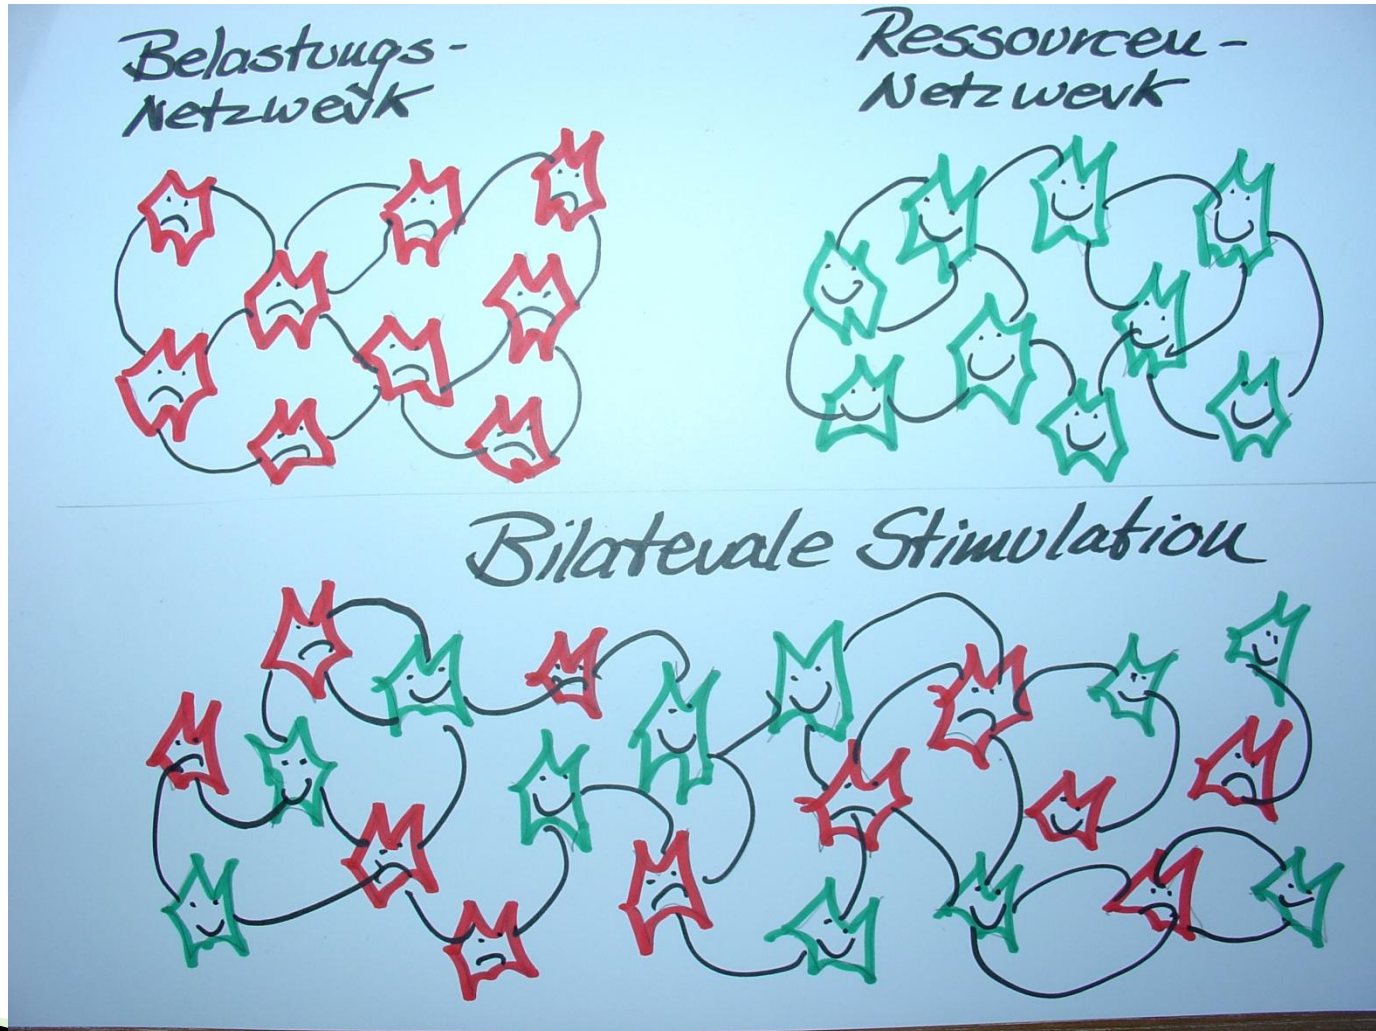 Belastungs-
Netzwerk
Ressourcen-
Netzwerk
Bilaterale Stimulation